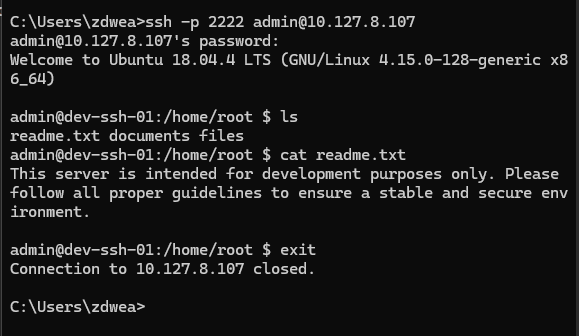 C:\Users\zdwea>ssh -p 2222 admin@10.127.8.107
admin@10.127.8.107's password:
Welcome to Ubuntu 18.04.4 LTS (GNU/Linux 4.15.0-128-generic x8
6_64)
admin@dev-ssh-01:/home/root $ ls
readme.txt documents files
admin@dev-ssh-01:/home/root $ cat readme.txt
This server is intended for development purposes only. Please
follow all proper guidelines to ensure a stable and secure env
ironment.
admin@dev-ssh-01:/home/root $ exit
Connection to 10.127.8.107 closed.
C:\Users\zdwea>